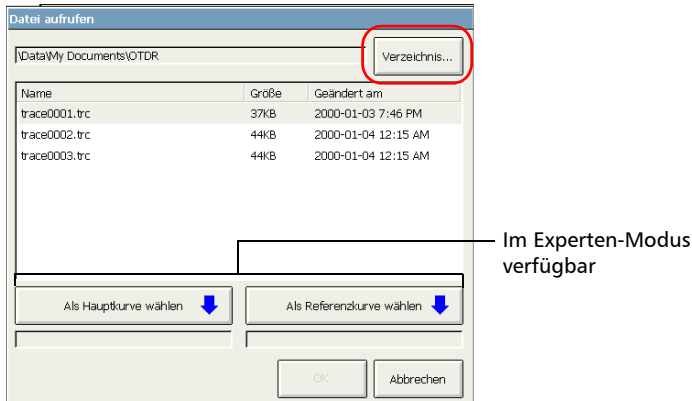 Datei aufrufen
\Data\My Documents\OTDR
Verzeichnis...
Name Größe Geändert am
trace0001.trc 37KB 2000-01-03 7:46 PM
trace0002.trc 44KB 2000-01-04 12:15 AM
trace0003.trc 44KB 2000-01-04 12:15 AM
Im Experten-Modus
verfügbar
Als Hauptkurve wählen Als Referenzkurve wählen
OK Abbrechen